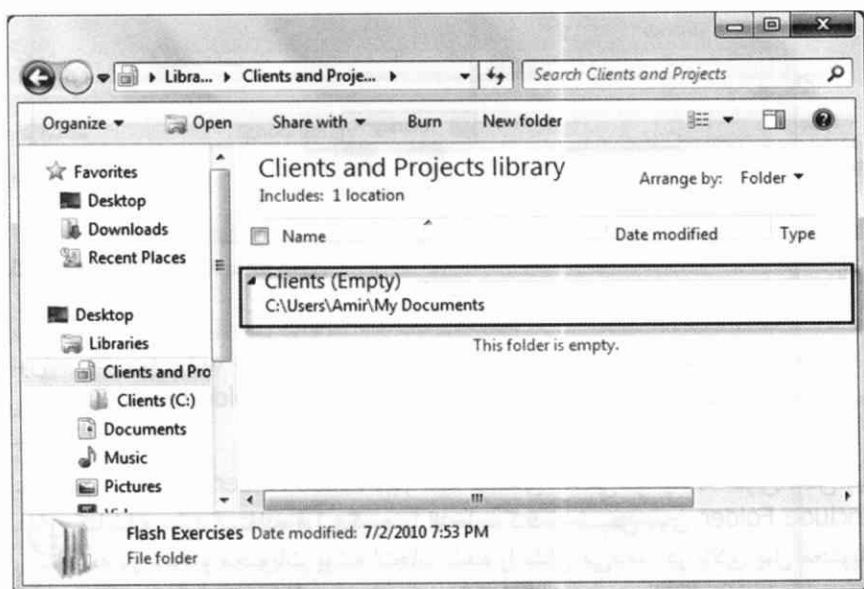 Libra... Clients and Proje... Search Clients and Projects
Organize Open Share with Burn New folder
Favorites
Desktop
Downloads
Recent Places
Desktop
Libraries
Clients and Pro
Clients (C:)
Documents
Music
Pictures
Clients and Projects library
Includes: 1 location
Arrange by: Folder
Name Date modified Type
Clients (Empty)
C:\Users\Amir\My Documents
This folder is empty.
Flash Exercises Date modified: 7/2/2010 7:53 PM
File folder